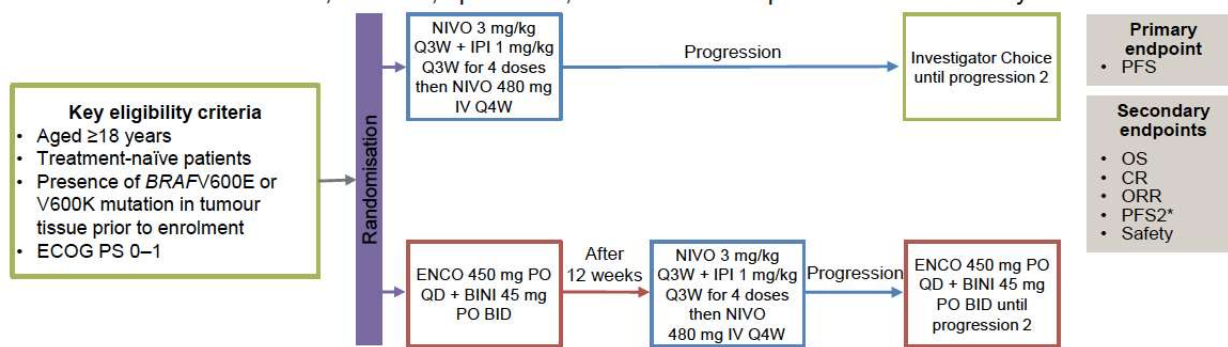 NIVO 3 mg/kg
Q3W + IPI 1 mg/kg
Q3W for 4 doses
then NIVO 480 mg
IV Q4W
Progression
Investigator Choice
until progression 2
Primary
endpoint
• PFS
Key eligibility criteria
• Aged ≥18 years
• Treatment-naïve patients
• Presence of BRAFV600E or
V600K mutation in tumour
tissue prior to enrolment
• ECOG PS 0–1
Randomisation
Secondary
endpoints
• OS
• CR
• ORR
• PFS2*
• Safety
ENCO 450 mg PO
QD + BINI 45 mg
PO BID
After
12 weeks
NIVO 3 mg/kg
Q3W + IPI 1 mg/kg
Q3W for 4 doses
then NIVO
480 mg IV Q4W
Progression
ENCO 450 mg PO
QD + BINI 45 mg
PO BID until
progression 2